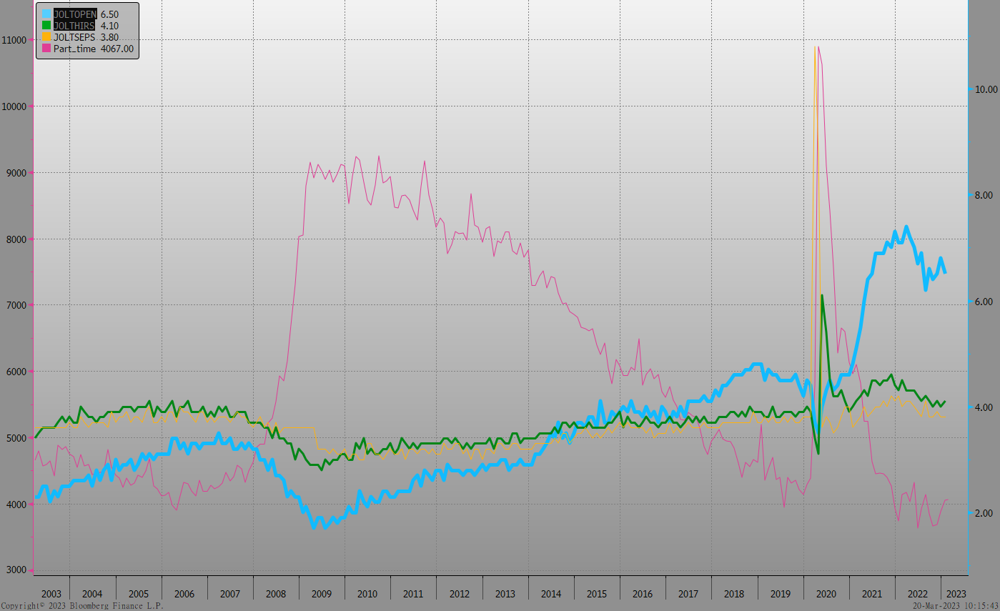 JOLTOPEN 6.50
JOLTHIRS 4.10
JOLTSEPS 3.80
Part_time 4067.00
11000
10000
9000
8000
7000
6000
5000
4000
3000
10.00
8.00
6.00
4.00
2.00
2003 2004 2005 2006 2007 2008 2009 2010 2011 2012 2013 2014 2015 2016 2017 2018 2019 2020 2021 2022 2023
Copyright© 2023 Bloomberg Finance L.P. 20-Mar-2023 10:15:43